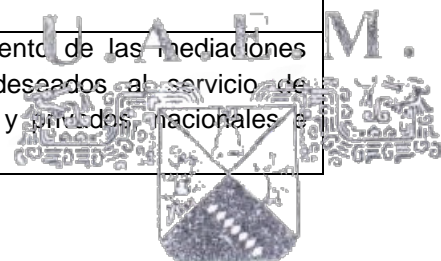 U. A. E. M.
ento de las mediaciones
deseados al servicio de
y privados, nacionales e